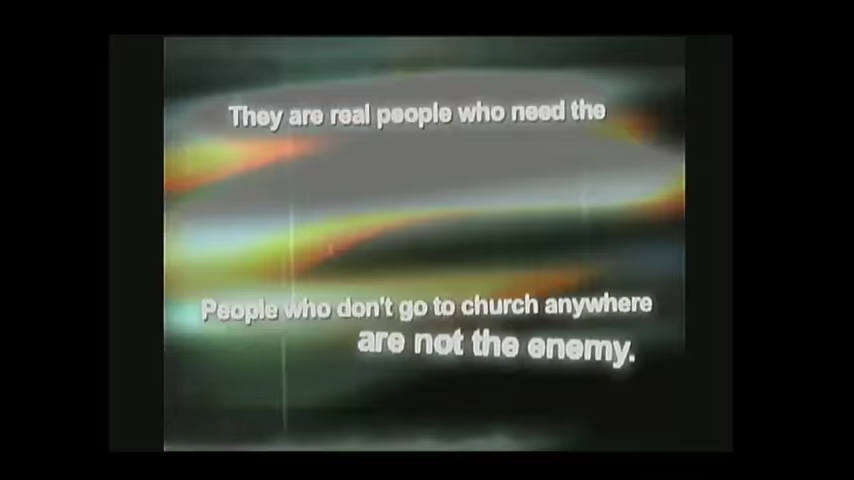 They are real people who need the
People who don't go to church anywhere
are not the enemy.